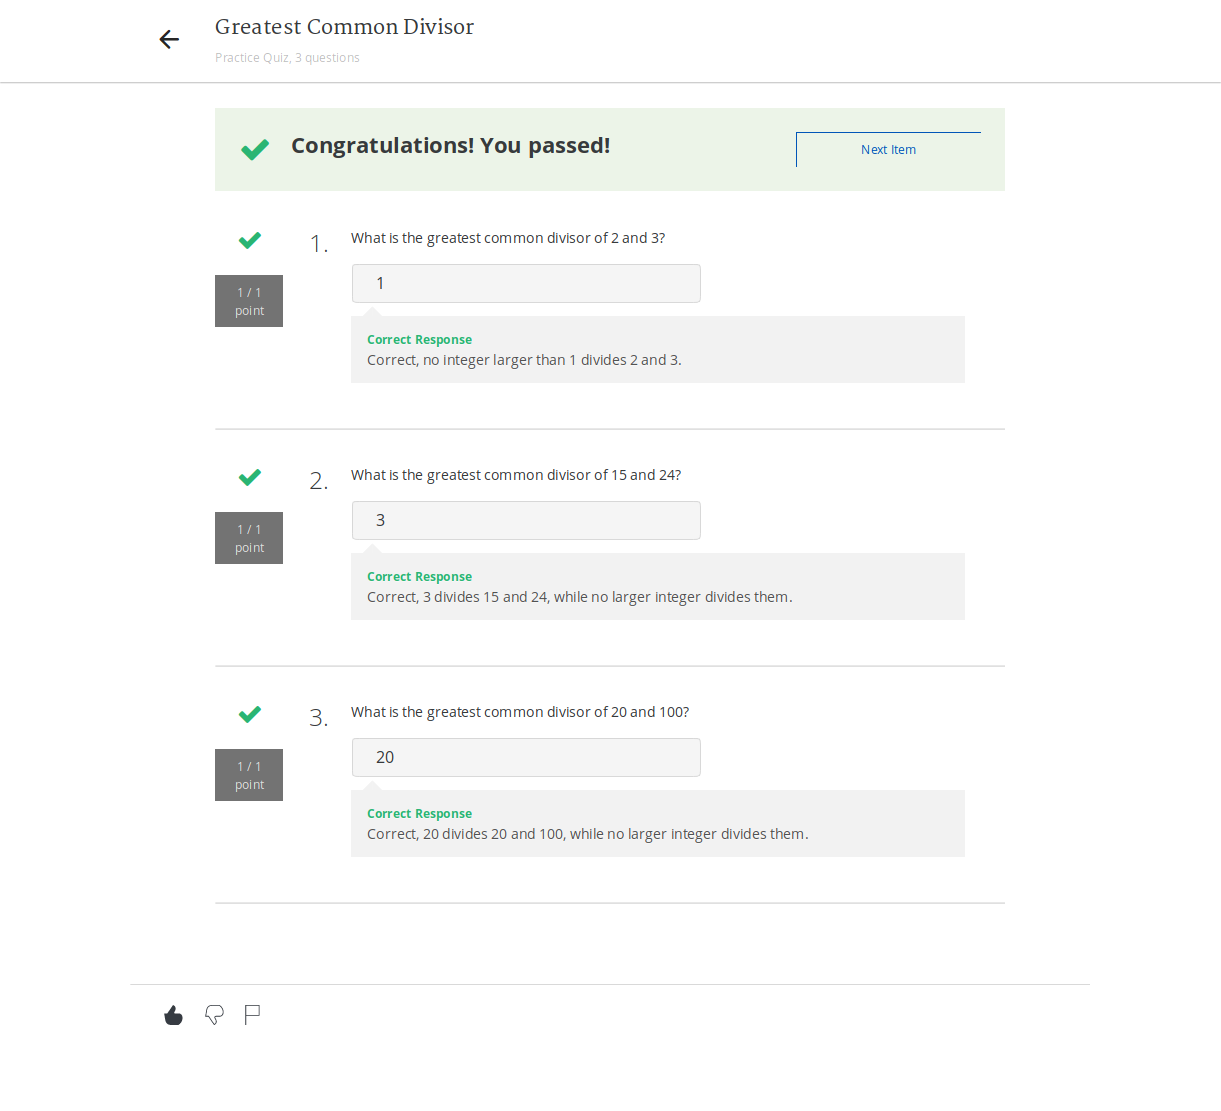 Greatest Common Divisor
Practice Quiz, 3 questions
Congratulations! You passed!
Next Item
1.
What is the greatest common divisor of 2 and 3?
1
1 / 1
point
Correct Response
Correct, no integer larger than 1 divides 2 and 3.
2.
What is the greatest common divisor of 15 and 24?
3
1 / 1
point
Correct Response
Correct, 3 divides 15 and 24, while no larger integer divides them.
3.
What is the greatest common divisor of 20 and 100?
20
1 / 1
point
Correct Response
Correct, 20 divides 20 and 100, while no larger integer divides them.